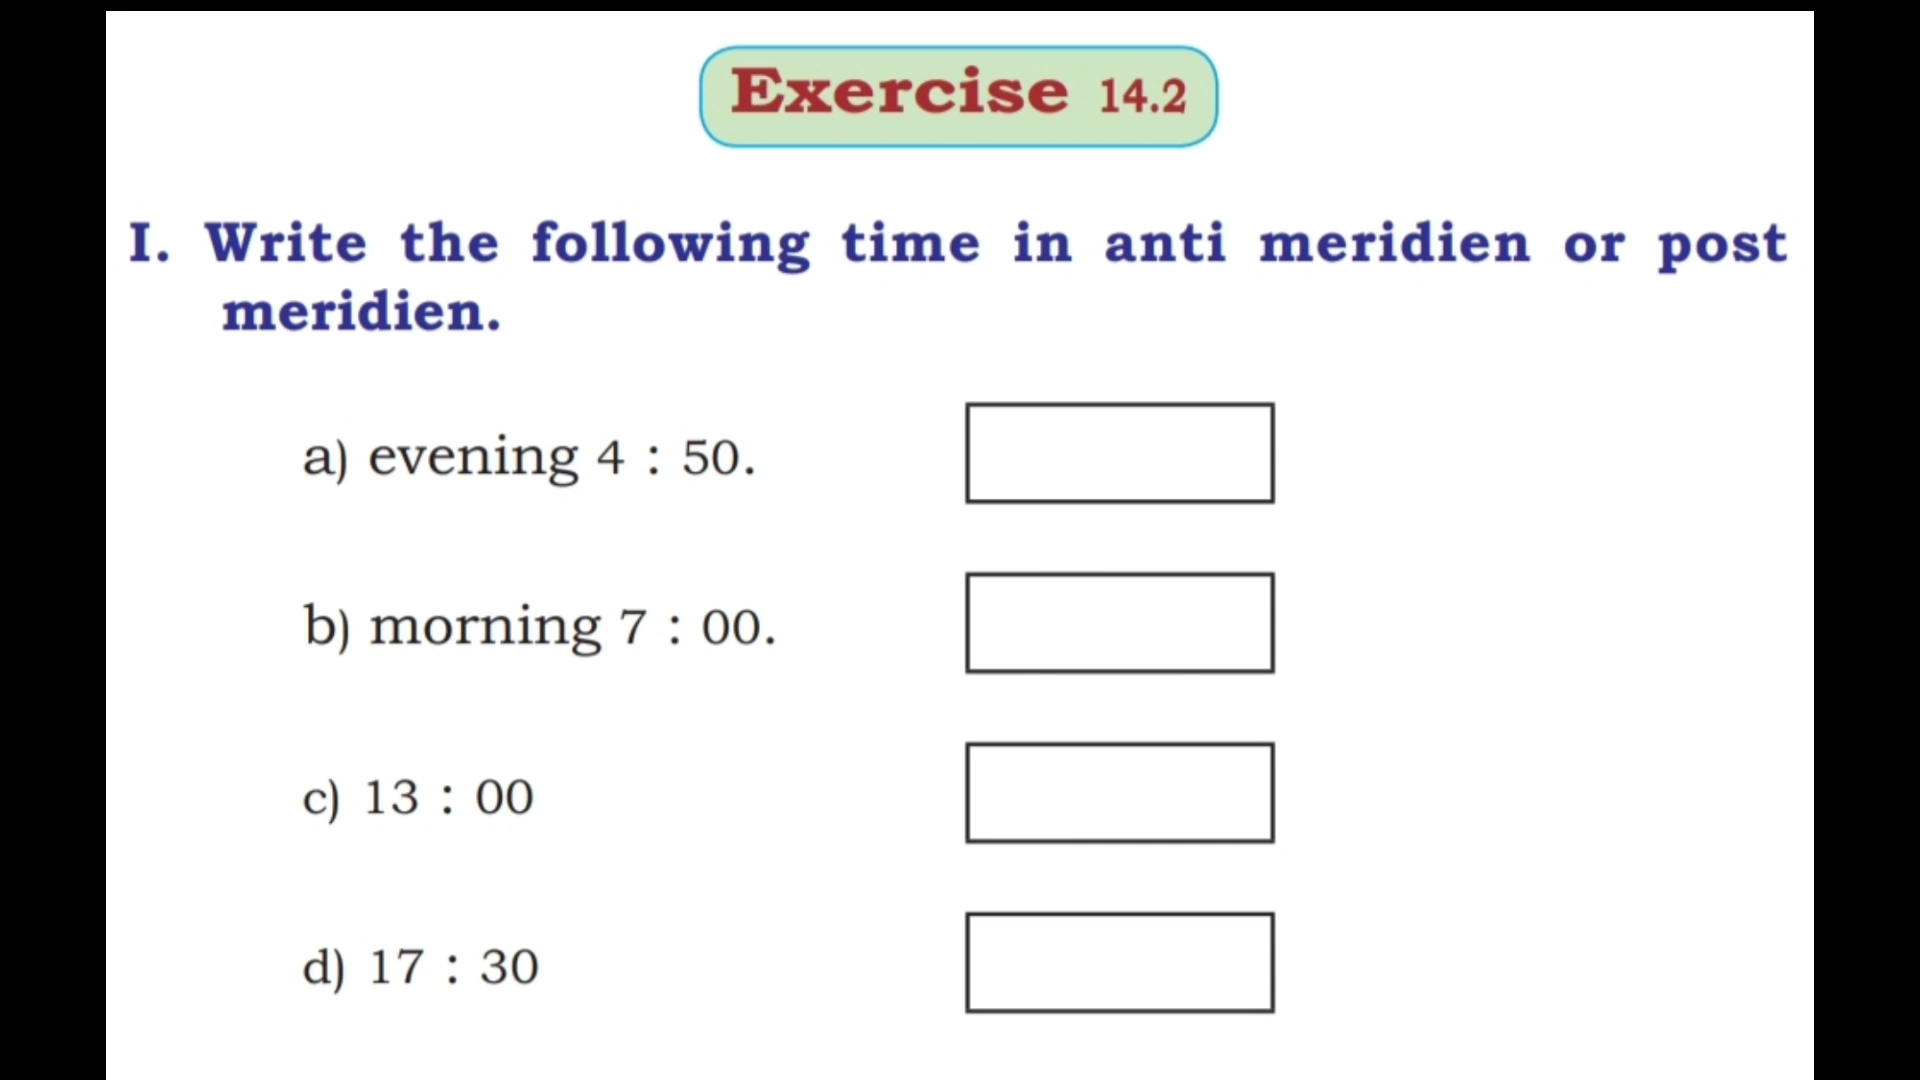 Exercise 14.2
I. Write the following time in anti meridien or post
meridien.
a) evening 4 : 50.
b) morning 7 : 00.
c) 13 : 00
d) 17 : 30